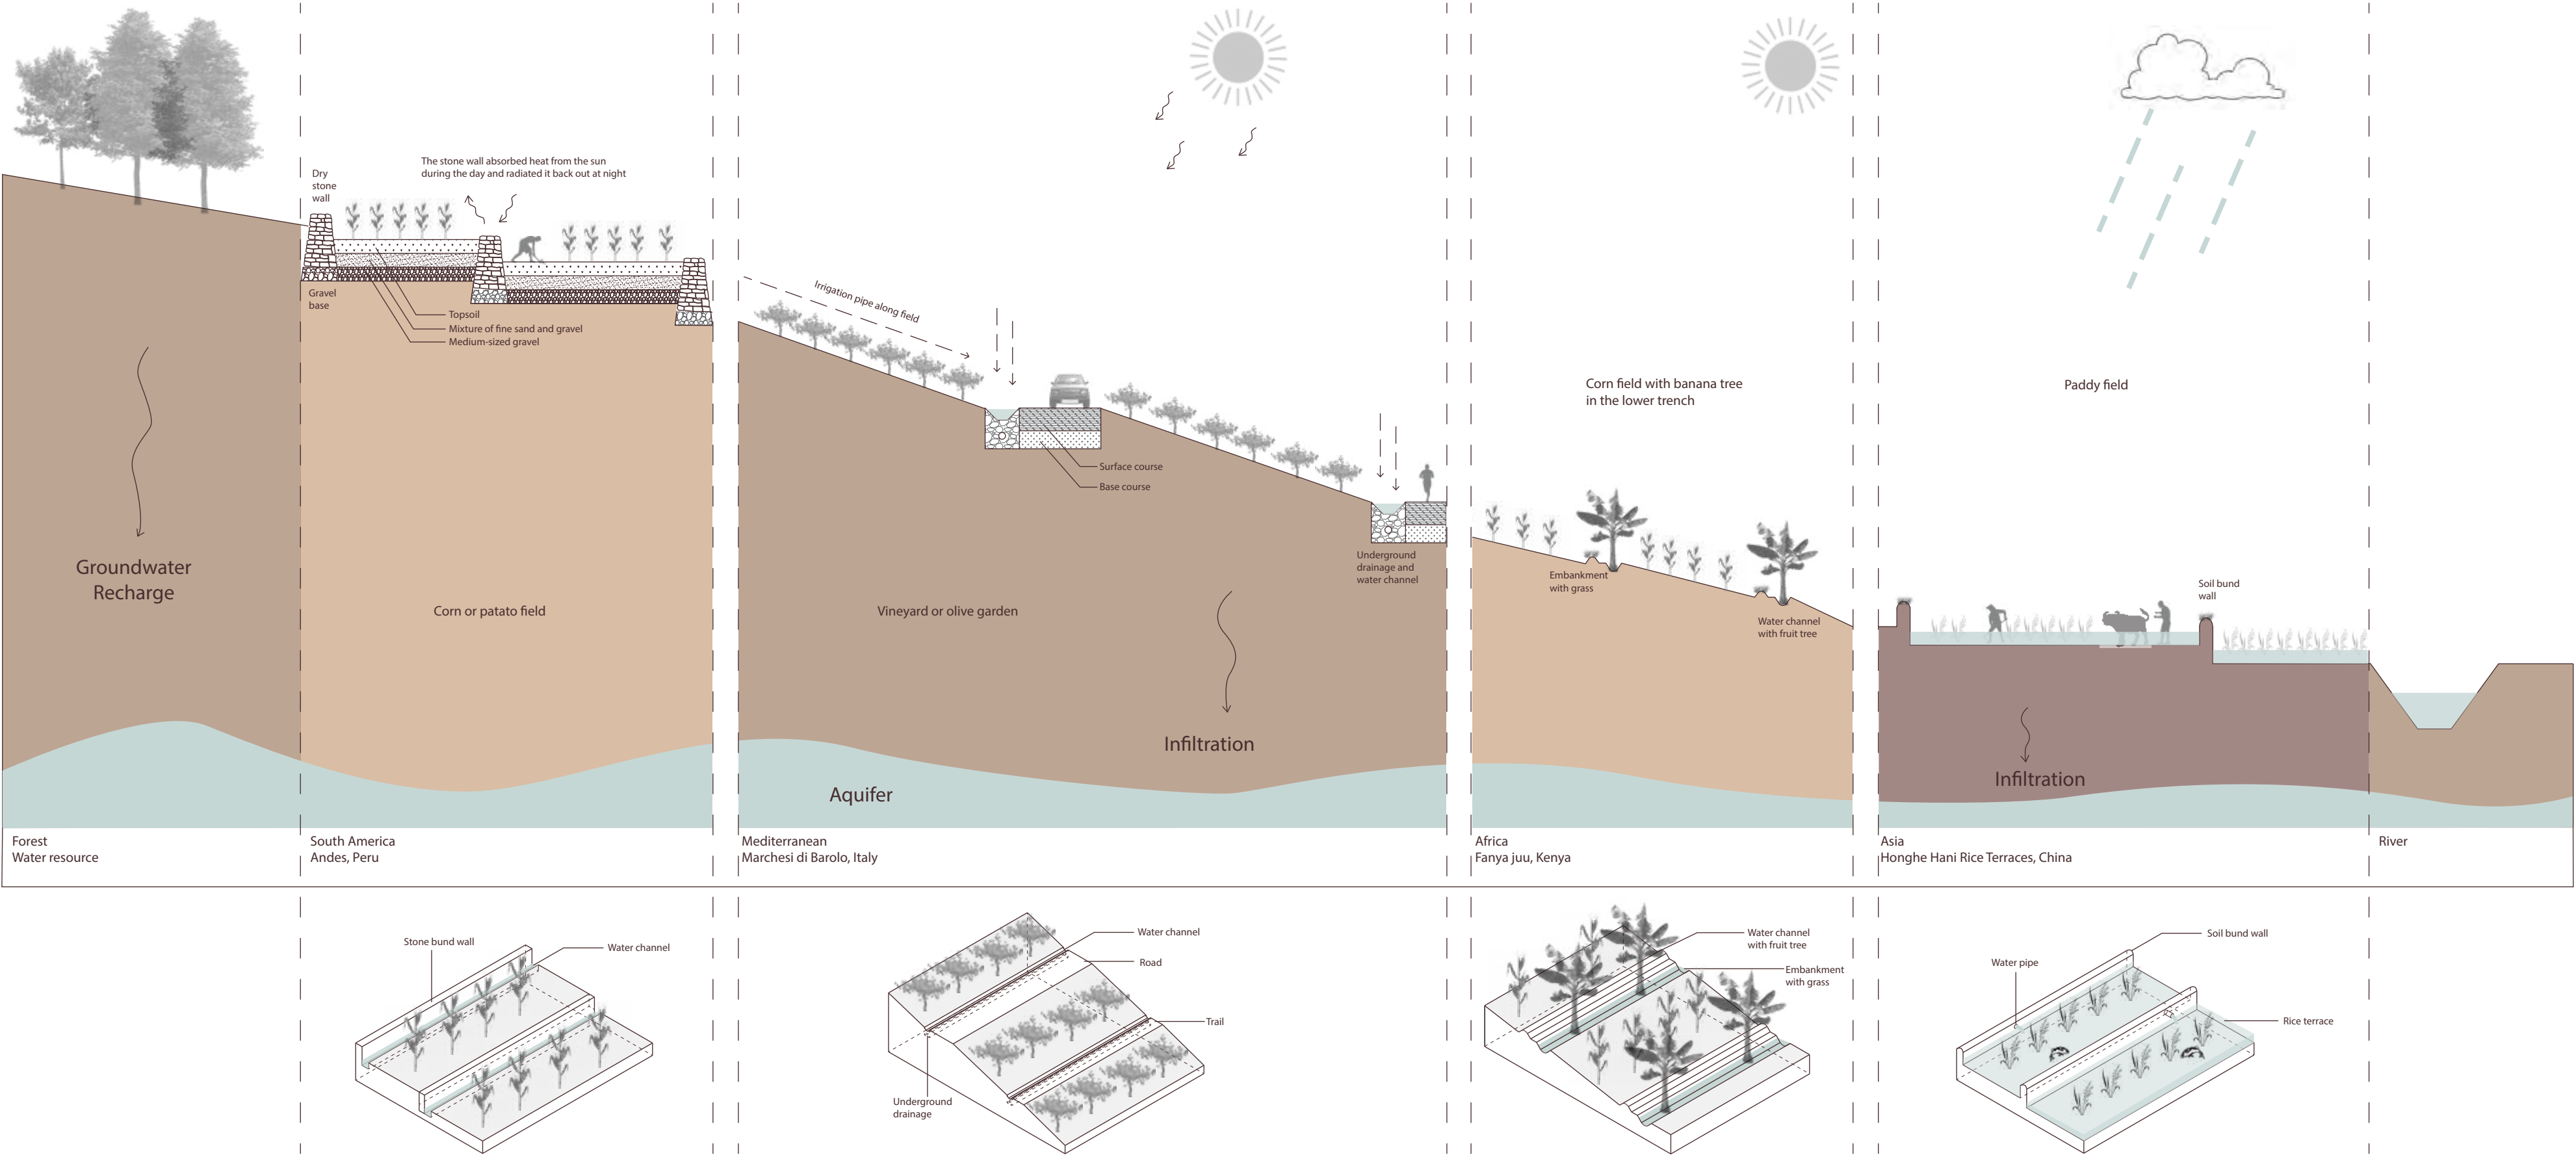 Dry
stone
wall
The stone wall absorbed heat from the sun
during the day and radiated it back out at night
Gravel
base
Topsoil
Mixture of fine sand and gravel
Medium-sized gravel
Irrigation pipe along field
Surface course
Base course
Underground
drainage and
water channel
Corn field with banana tree
in the lower trench
Embankment
with grass
Water channel
with fruit tree
Paddy field
Soil bund
wall
Groundwater
Recharge
Corn or patato field
Vineyard or olive garden
Infiltration
Aquifer
Infiltration
Forest
Water resource
South America
Andes, Peru
Mediterranean
Marchesi di Barolo, Italy
Africa
Fanya juu, Kenya
Asia
Honghe Hani Rice Terraces, China
River
Stone bund wall
Water channel
Water channel
Road
Trail
Underground
drainage
Water channel
with fruit tree
Embankment
with grass
Water pipe
Soil bund wall
Rice terrace